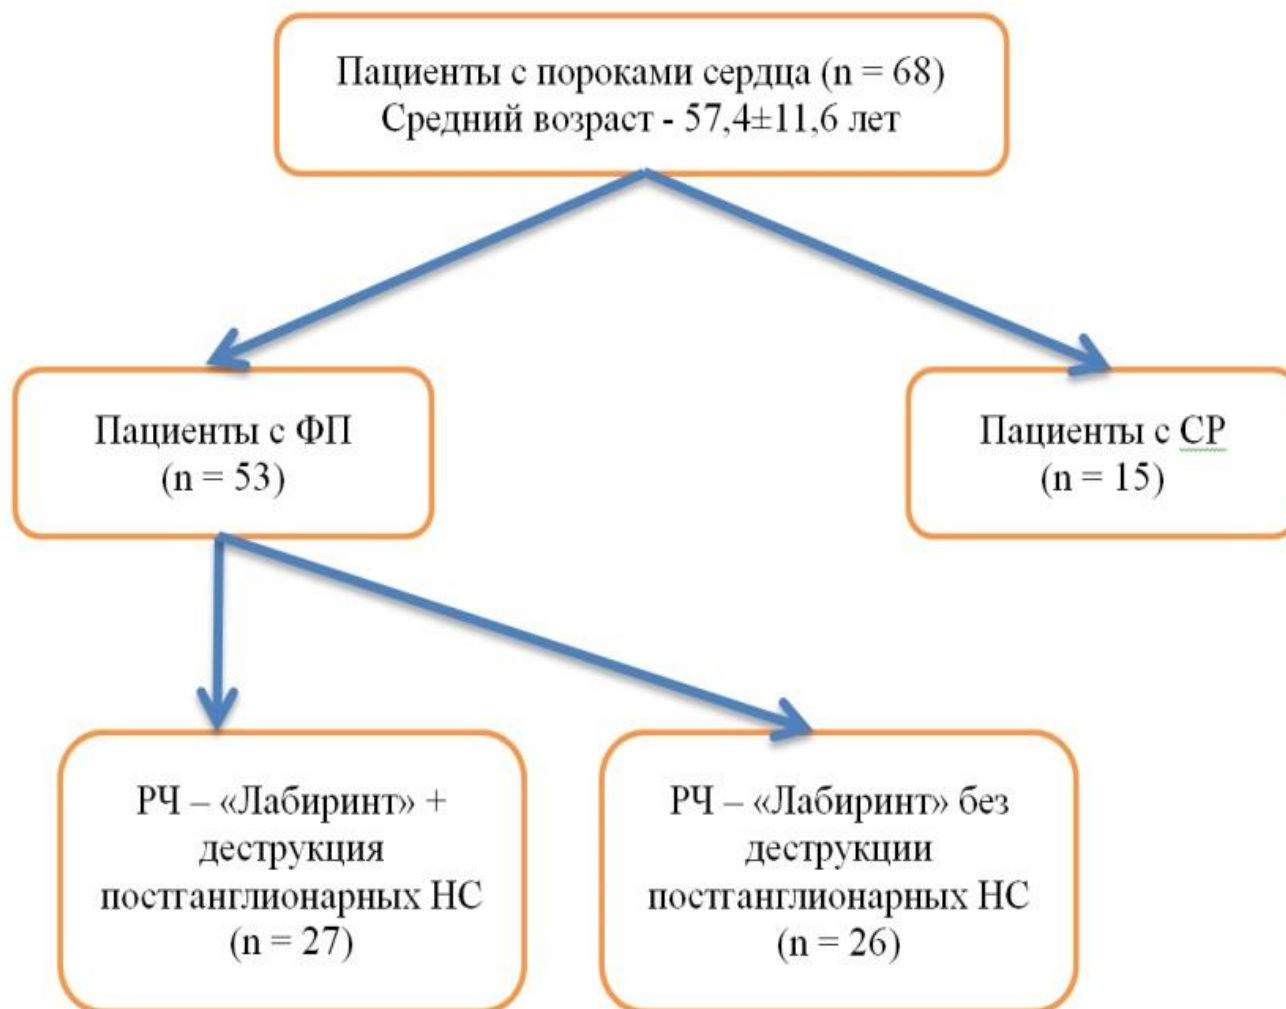 Пациенты с пороками сердца (n = 68)
Средний возраст - 57,4±11,6 лет
Пациенты с ФП
(n = 53)
Пациенты с СР
(n = 15)
РЧ – «Лабиринт» +
деструкция
постганглионарных НС
(n = 27)
РЧ – «Лабиринт» без
деструкции
постганглионарных НС
(n = 26)